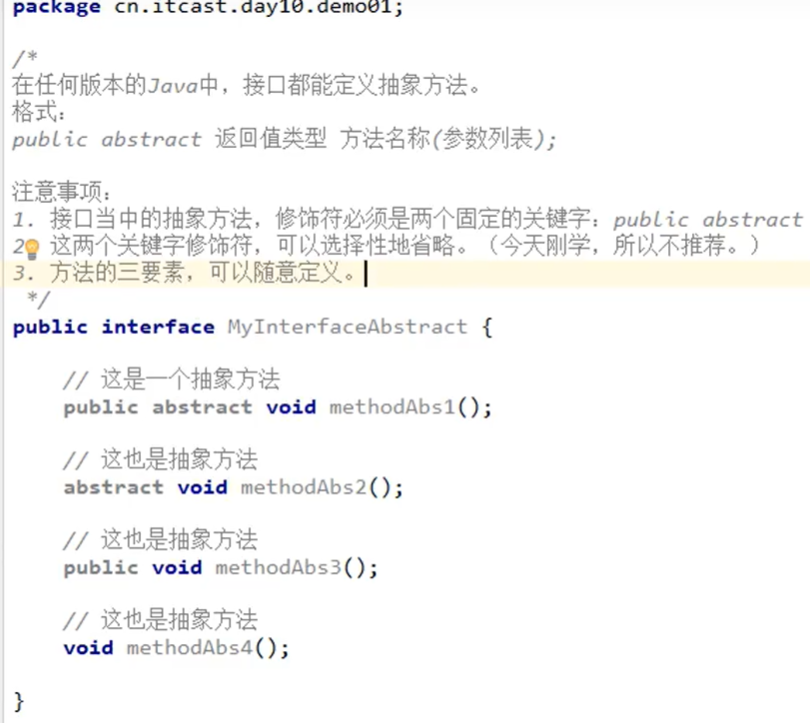 package cn.itcast.day10.demo01;
/*
在任何版本的Java中，接口都能定义抽象方法。
格式：
public abstract 返回值类型 方法名称(参数列表);
注意事项：
1. 接口当中的抽象方法，修饰符必须是两个固定的关键字：public abstract
2 这两个关键字修饰符，可以选择性地省略。（今天刚学，所以不推荐。）
3. 方法的三要素，可以随意定义。
*/
public interface MyInterfaceAbstract {
// 这是一个抽象方法
public abstract void methodAbs1();
// 这也是抽象方法
abstract void methodAbs2();
// 这也是抽象方法
public void methodAbs3();
// 这也是抽象方法
void methodAbs4();
}